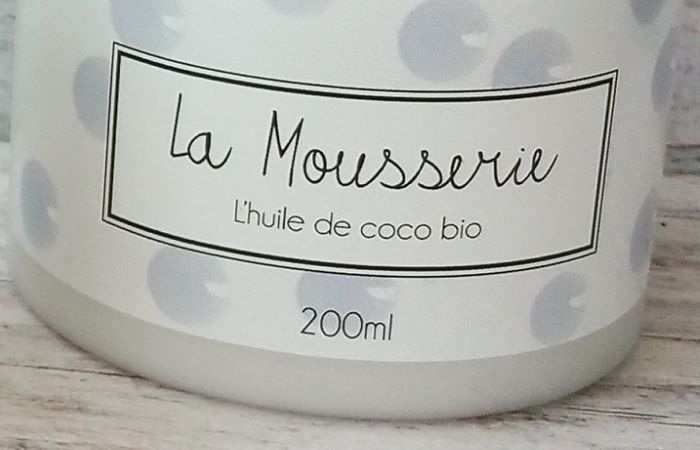 La Mousserie
L'huile de coco bio
200ml